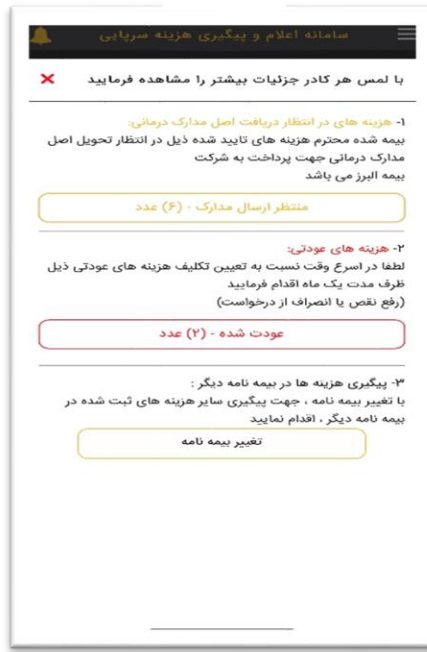 سامانه اعلام و پیگیری هزینه سرپایی
با لمس هر کادر جزئیات بیشتر را مشاهده فرمایید
۱- هزینه های در انتظار دریافت اصل مدارک درمانی:
بیمه شده محترم هزینه های تایید شده ذیل در انتظار تحویل اصل
مدارک درمانی جهت پرداخت به شرکت
بیمه البرز می باشد
منتظر ارسال مدارک - (۶) عدد
۲- هزینه های عودتی:
لطفا در اسرع وقت نسبت به تعیین تکلیف هزینه های عودتی ذیل
ظرف مدت یک ماه اقدام فرمایید
(رفع نقص یا انصراف از درخواست)
عودت شده - (۲) عدد
۳- پیگیری هزینه ها در بیمه نامه دیگر :
با تغییر بیمه نامه ، جهت پیگیری سایر هزینه های ثبت شده در
بیمه نامه دیگر ، اقدام نمایید
تغییر بیمه نامه